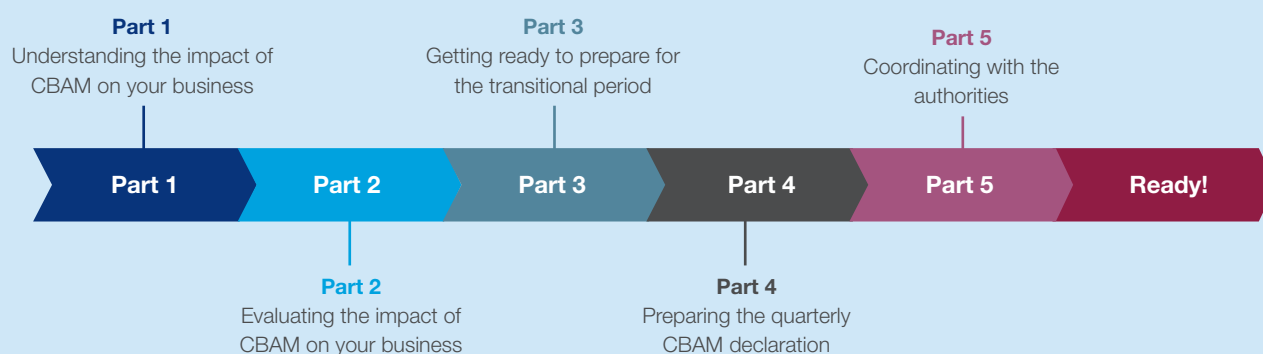 Part 1
Understanding the impact of
CBAM on your business
Part 3
Getting ready to prepare for
the transitional period
Part 5
Coordinating with the
authorities
Part 1
Part 2
Part 3
Part 4
Part 5
Ready!
Part 2
Evaluating the impact of
CBAM on your business
Part 4
Preparing the quarterly
CBAM declaration